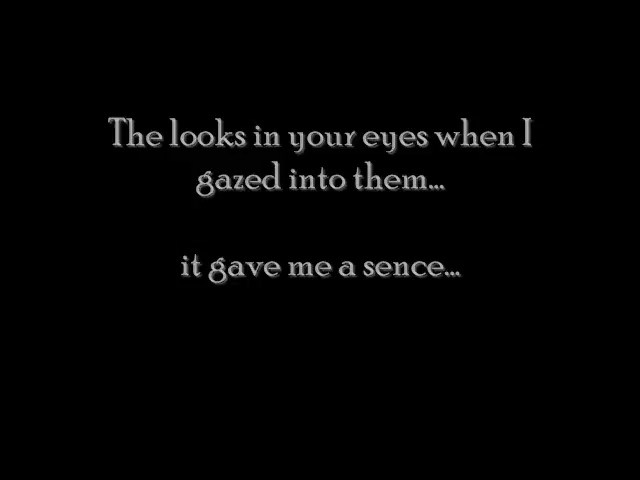 The looks in your eyes when I
gazed into them...
it gave me a sence...